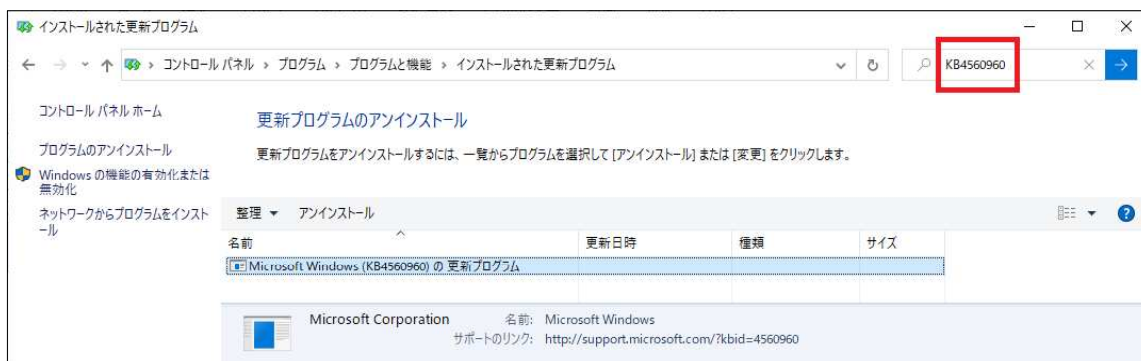 インストールされた更新プログラム
コントロール パネル › プログラム › プログラムと機能 › インストールされた更新プログラム
KB4560960
コントロール パネル ホーム
プログラムのアンインストール
Windows の機能の有効化または
無効化
ネットワークからプログラムをインスト
ール
更新プログラムのアンインストール
更新プログラムをアンインストールするには、一覧からプログラムを選択して [アンインストール] または [変更] をクリックします。
整理 アンインストール
名前 更新日時 種類 サイズ
Microsoft Windows (KB4560960) の 更新プログラム
Microsoft Corporation 名前: Microsoft Windows
サポートのリンク: http://support.microsoft.com/?kbid=4560960